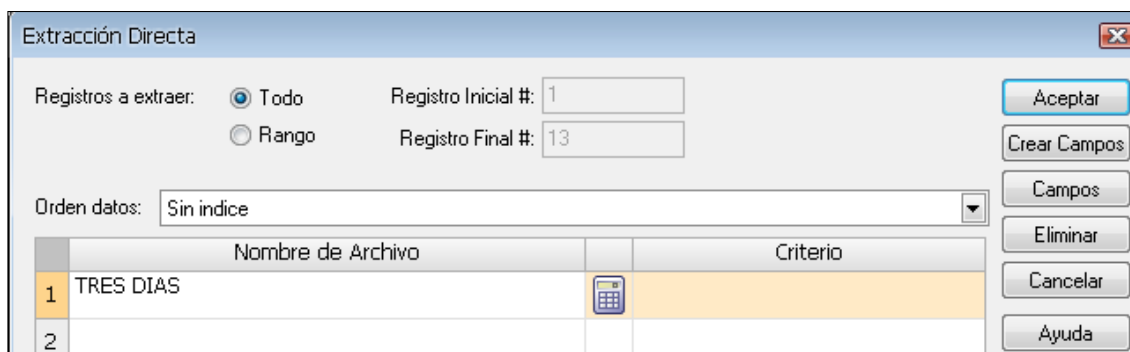 Extracción Directa
Registros a extraer: Todo Registro Inicial #: 1 Aceptar
Rango Registro Final #: 13 Crear Campos
Campos
Orden datos: Sin indice
Eliminar
Nombre de Archivo Criterio
1 TRES DIAS Cancelar
2 Ayuda